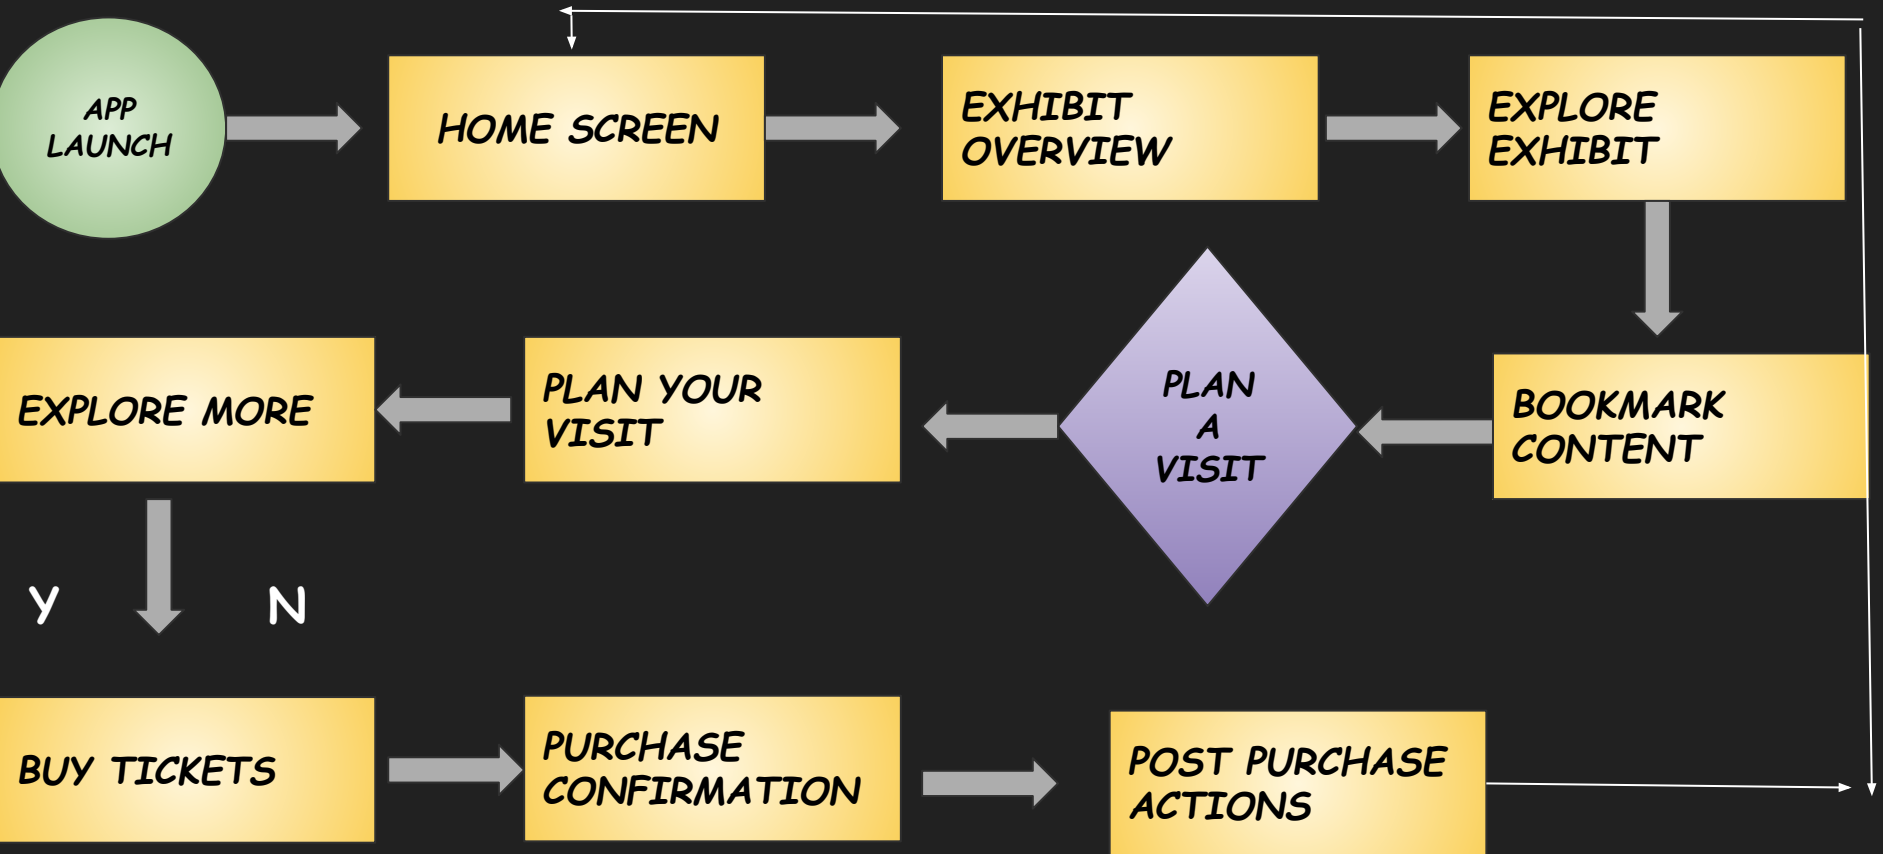 APP
LAUNCH
HOME SCREEN
EXHIBIT
OVERVIEW
EXPLORE
EXHIBIT
EXPLORE MORE
PLAN YOUR
VISIT
PLAN
A
VISIT
BOOKMARK
CONTENT
Y
N
BUY TICKETS
PURCHASE
CONFIRMATION
POST PURCHASE
ACTIONS